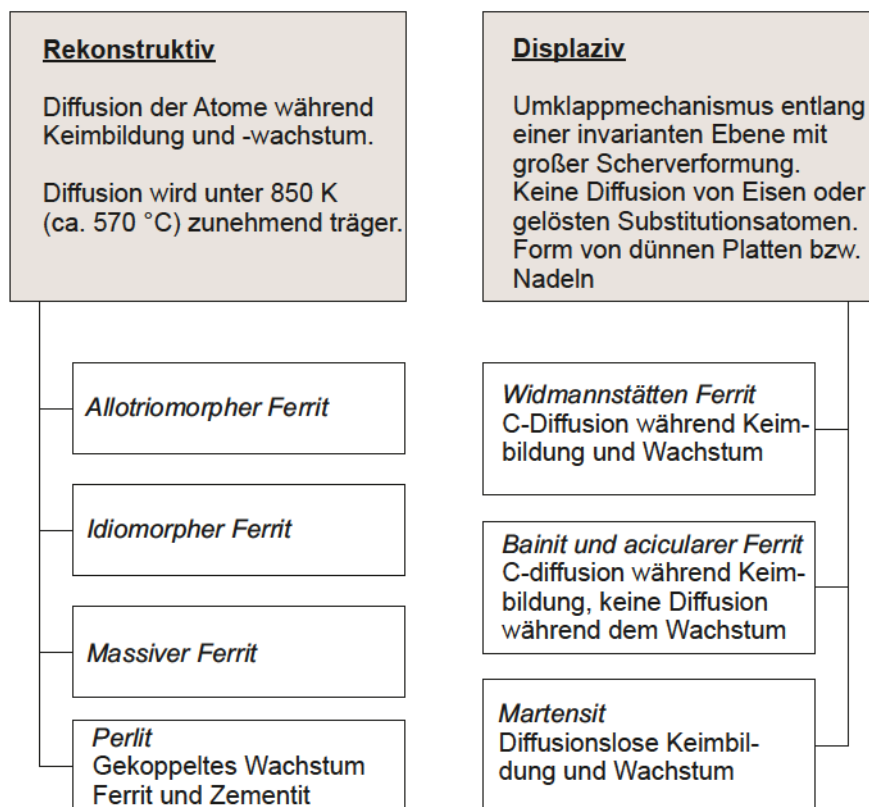 Rekonstruktiv
Diffusion der Atome während
Keimbildung und -wachstum.
Diffusion wird unter 850 K
(ca. 570 °C) zunehmend träger.
Allotriomorpher Ferrit
Idiomorpher Ferrit
Massiver Ferrit
Perlit
Gekoppeltes Wachstum
Ferrit und Zementit
Displaziv
Umklappmechanismus entlang
einer invarianten Ebene mit
großer Scherverformung.
Keine Diffusion von Eisen oder
gelösten Substitutionsatomen.
Form von dünnen Platten bzw.
Nadeln
Widmannstätten Ferrit
C-Diffusion während Keim-
bildung und Wachstum
Bainit und acicularer Ferrit
C-diffusion während Keim-
bildung, keine Diffusion
während dem Wachstum
Martensit
Diffusionslose Keimbil-
dung und Wachstum